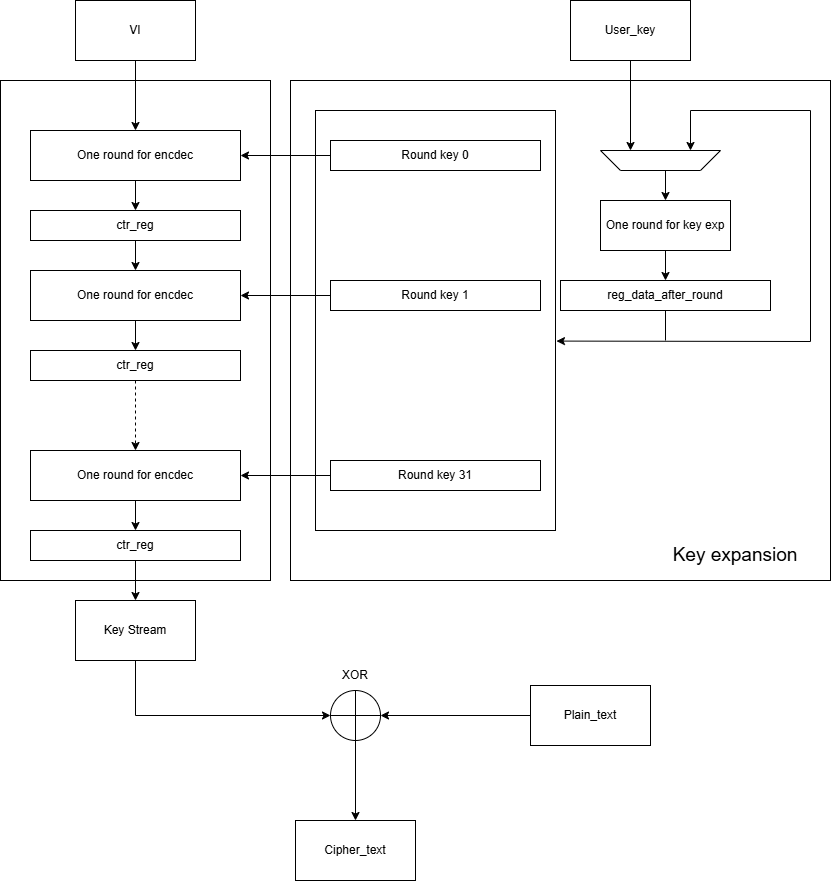 VI
User_key
One round for encdec
Round key 0
ctr_reg
One round for key exp
One round for encdec
Round key 1
reg_data_after_round
ctr_reg
One round for encdec
Round key 31
ctr_reg
Key expansion
Key Stream
XOR
Plain_text
Cipher_text